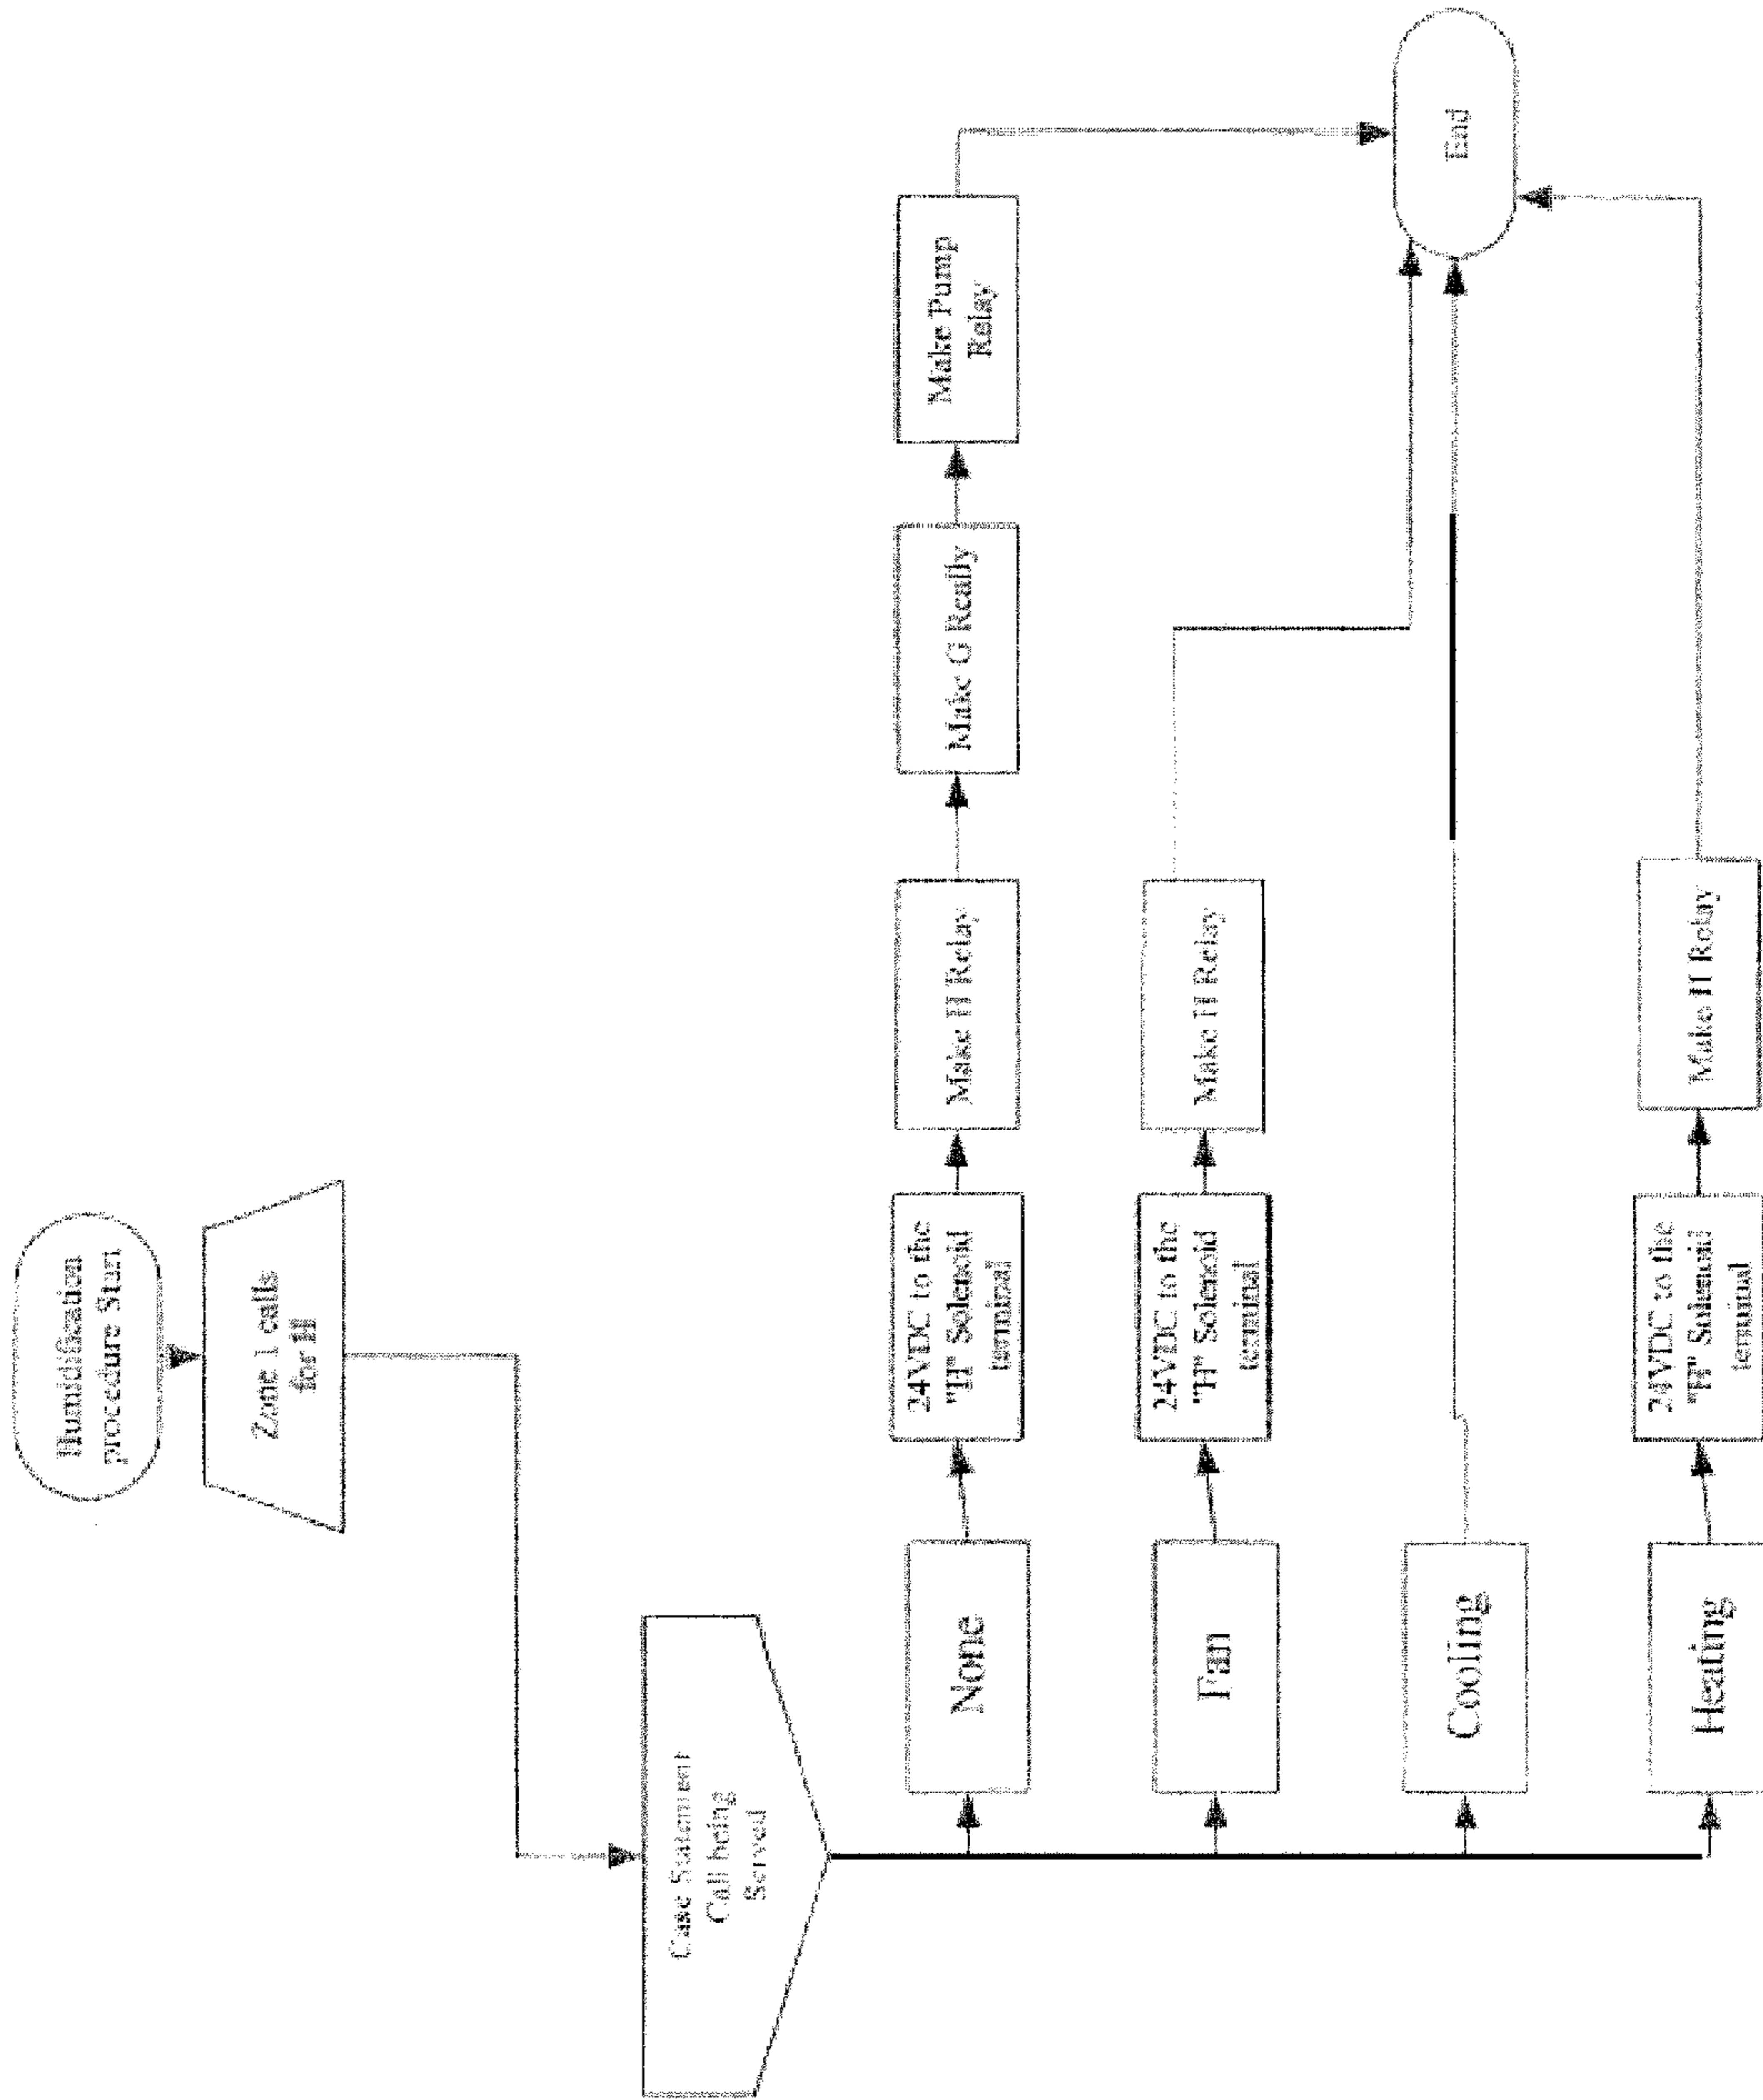 Humidification
procedure Start
Zone 1 calls
for H
Case Statement
Call being
Served
None
24VDC to the
"H" Solenoid
terminal
Make H Relay
Make G Really
Make Pump
Relay
Fan
24VDC to the
"H" Solenoid
terminal
Make H Relay
Cooling
Heating
24VDC to the
"H" Solenoid
terminal
Make H Relay
End